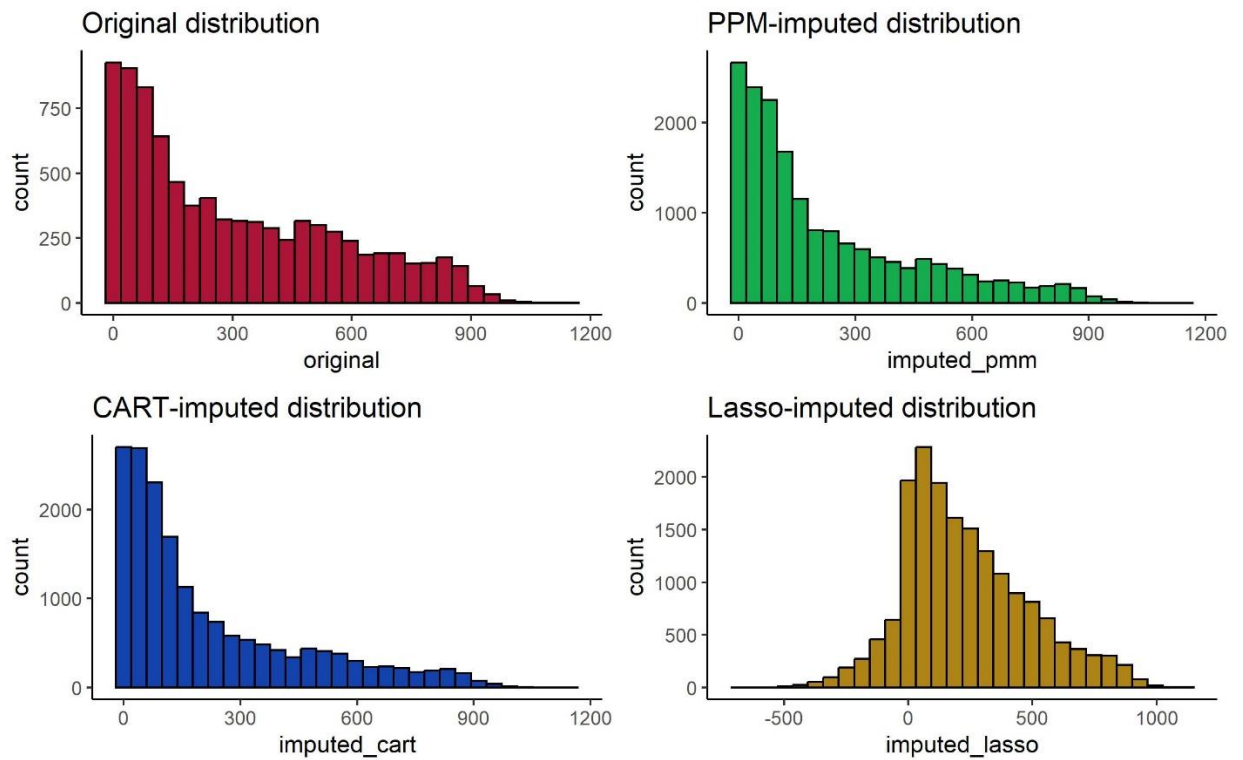 Original distribution
count
750
500
250
0
0 300 600 900 1200
original
PPM-imputed distribution
count
2000
1000
0
0 300 600 900 1200
imputed_pmm
CART-imputed distribution
count
2000
1000
0
0 300 600 900 1200
imputed_cart
Lasso-imputed distribution
count
2000
1500
1000
500
0
-500 0 500 1000
imputed_lasso